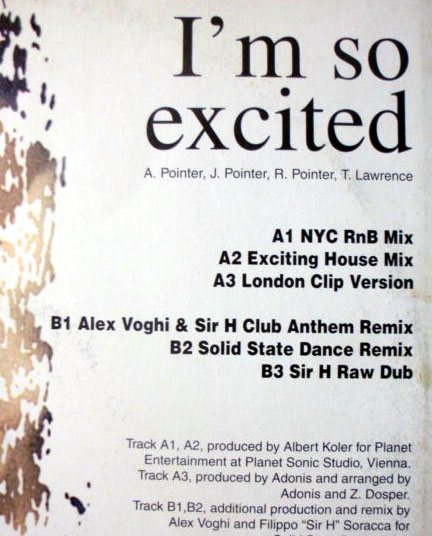 I'm so
excited
A. Pointer, J. Pointer, R. Pointer, T. Lawrence
A1 NYC RnB Mix
A2 Exciting House Mix
A3 London Clip Version
B1 Alex Voghi & Sir H Club Anthem Remix
B2 Solid State Dance Remix
B3 Sir H Raw Dub
Track A1, A2, produced by Albert Koler for Planet
Entertainment at Planet Sonic Studio, Vienna.
Track A3, produced by Adonis and arranged by
Adonis and Z. Dosper.
Track B1,B2, additional production and remix by
Alex Voghi and Filippo "Sir H" Soracca for